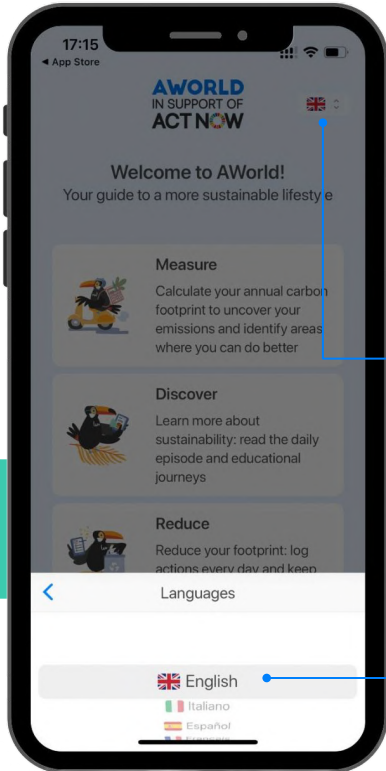 17:15
◀ App Store
AWORLD
IN SUPPORT OF
ACT NOW
Welcome to AWorld!
Your guide to a more sustainable lifestyle
Measure
Calculate your annual carbon
footprint to uncover your
emissions and identify areas
where you can do better
Discover
Learn more about
sustainability: read the daily
episode and educational
journeys
Reduce
Reduce your footprint: log
actions every day and keep
Languages
English
Italiano
Español
Français